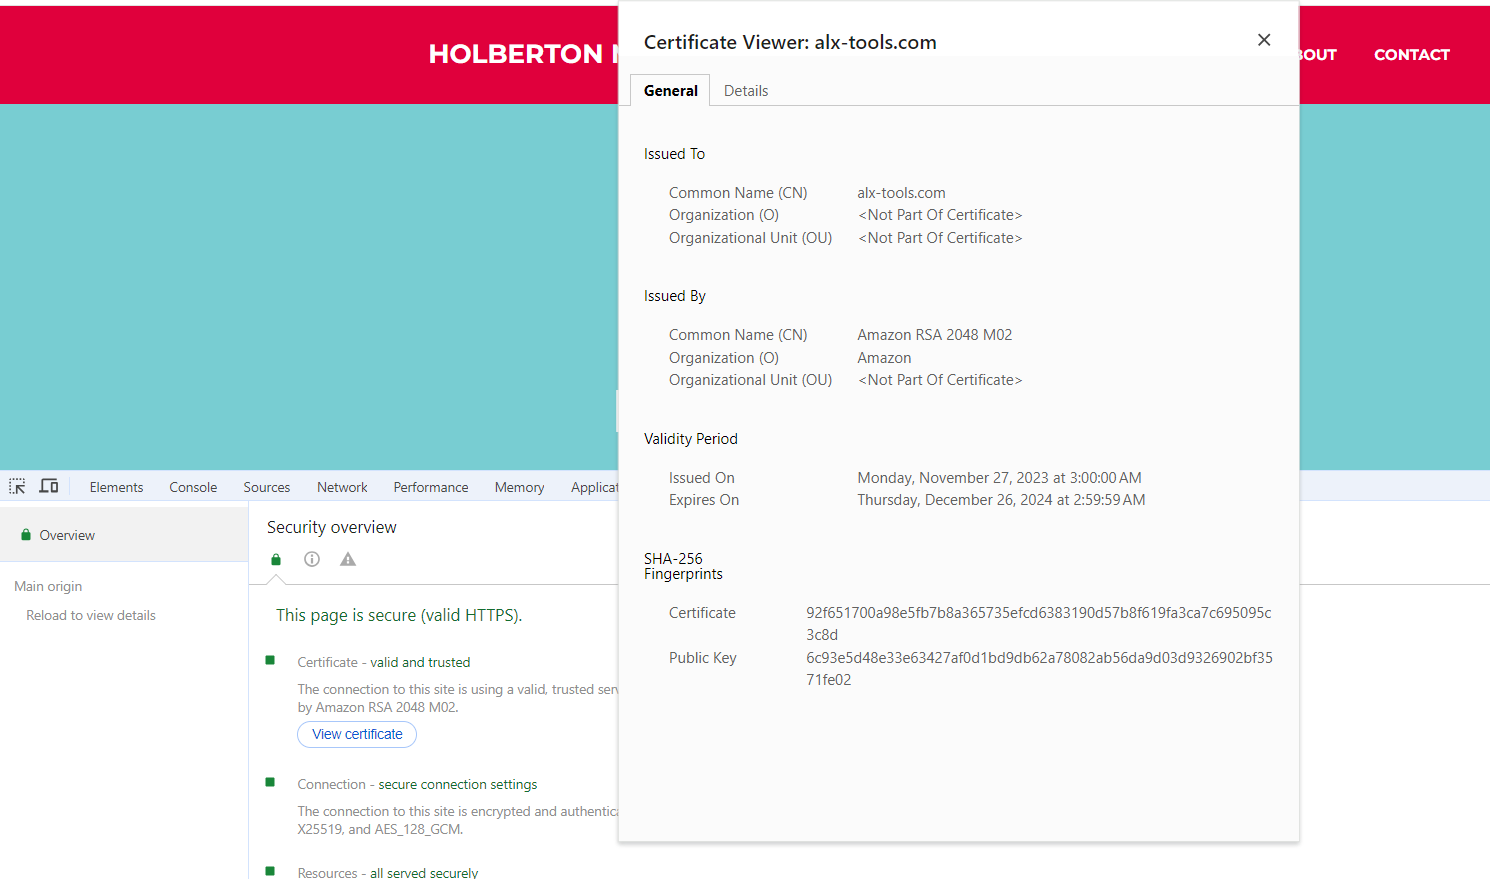 HOLBERTON
CONTACT
Certificate Viewer: alx-tools.com
General Details
Issued To
Common Name (CN) alx-tools.com
Organization (O) <Not Part Of Certificate>
Organizational Unit (OU) <Not Part Of Certificate>
Issued By
Common Name (CN) Amazon RSA 2048 M02
Organization (O) Amazon
Organizational Unit (OU) <Not Part Of Certificate>
Validity Period
Issued On Monday, November 27, 2023 at 3:00:00 AM
Expires On Thursday, December 26, 2024 at 2:59:59 AM
SHA-256
Fingerprints
Certificate 92f651700a98e5fb7b8a365735efcd6383190d57b8f619fa3ca7c695095c
3c8d
Public Key 6c93e5d48e33e63427af0d1bd9db62a78082ab56da9d03d9326902bf35
71fe02
Elements Console Sources Network Performance Memory
Overview
Main origin
Reload to view details
Security overview
This page is secure (valid HTTPS).
Certificate - valid and trusted
The connection to this site is using a valid, trusted
by Amazon RSA 2048 M02.
View certificate
Connection - secure connection settings
The connection to this site is encrypted and
X25519, and AES_128_GCM.
Resources - all served securely